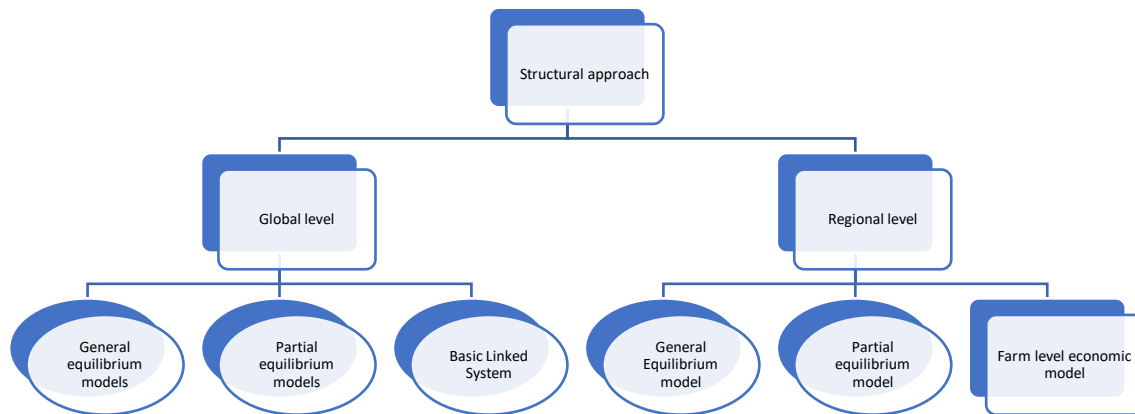 Structural approach
Global level
Regional level
General
equilibrium
models
Partial
equilibrium
models
Basic Linked
System
General
Equilibrium
model
Partial
equilibrium
model
Farm level economic
model